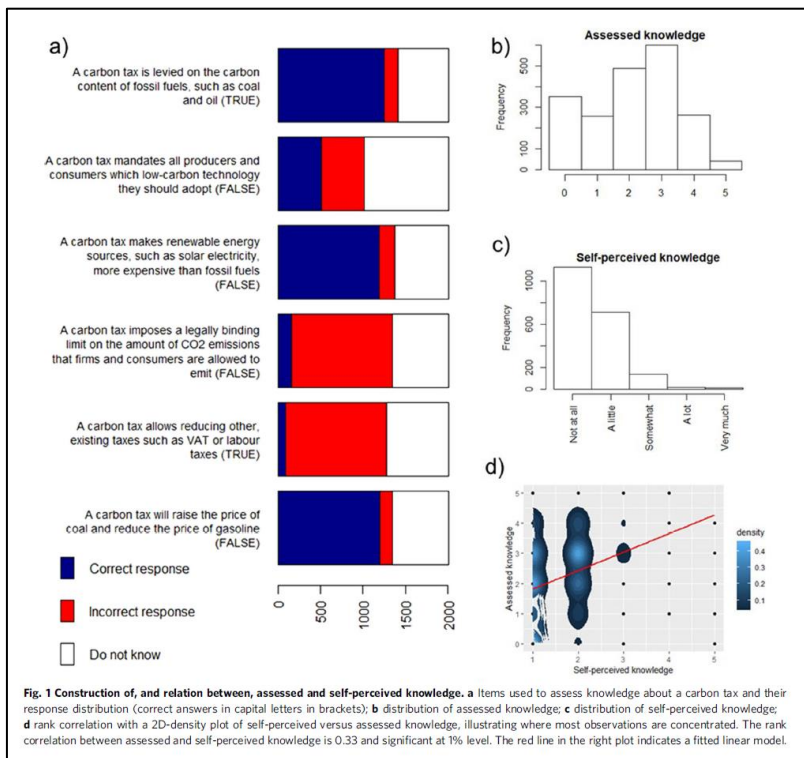 a)
A carbon tax is levied on the carbon
content of fossil fuels, such as coal
and oil (TRUE)
A carbon tax mandates all producers and
consumers which low-carbon technology
they should adopt (FALSE)
A carbon tax makes renewable energy
sources, such as solar electricity,
more expensive than fossil fuels
(FALSE)
A carbon tax imposes a legally binding
limit on the amount of CO2 emissions
that firms and consumers are allowed to
emit (FALSE)
A carbon tax allows reducing other,
existing taxes such as VAT or labour
taxes (TRUE)
A carbon tax will raise the price of
coal and reduce the price of gasoline
(FALSE)
Correct response
Incorrect response
Do not know
0 500 1000 1500 2000
b)
Assessed knowledge
Frequency
500
300
100
0
0 1 2 3 4 5
c)
Self-perceived knowledge
Frequency
1000
600
200
0
Not at all
A little
Somewhat
A lot
Very much
d)
Assessed knowledge
5
4
3
2
1
0
1 2 3 4 5
Self-perceived knowledge
density
0.4
0.3
0.2
0.1
Fig. 1 Construction of, and relation between, assessed and self-perceived knowledge. a Items used to assess knowledge about a carbon tax and their
response distribution (correct answers in capital letters in brackets); b distribution of assessed knowledge; c distribution of self-perceived knowledge;
d rank correlation with a 2D-density plot of self-perceived versus assessed knowledge, illustrating where most observations are concentrated. The rank
correlation between assessed and self-perceived knowledge is 0.33 and significant at 1% level. The red line in the right plot indicates a fitted linear model.